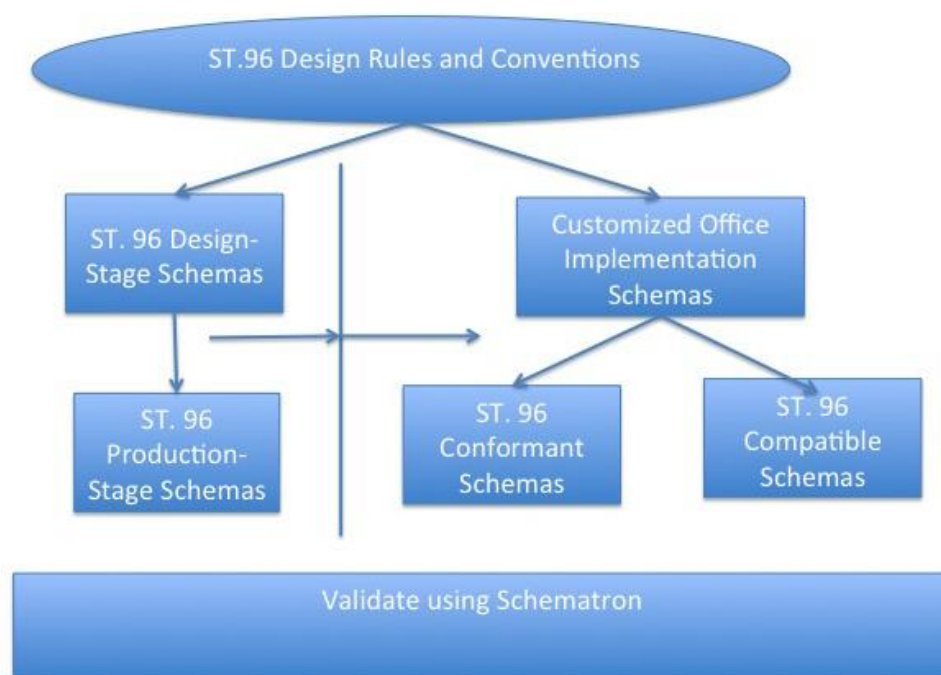 ST.96 Design Rules and Conventions
ST. 96 Design-
Stage Schemas
Customized Office
Implementation
Schemas
ST. 96
Production-
Stage Schemas
ST. 96
Conformant
Schemas
ST. 96
Compatible
Schemas
Validate using Schematron